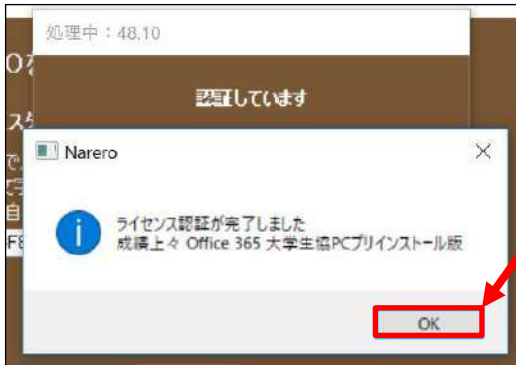 処理中：48.10
認証しています
Narero
ライセンス認証が完了しました
成績上々 Office 365 大学生協PCプリインストール版
OK